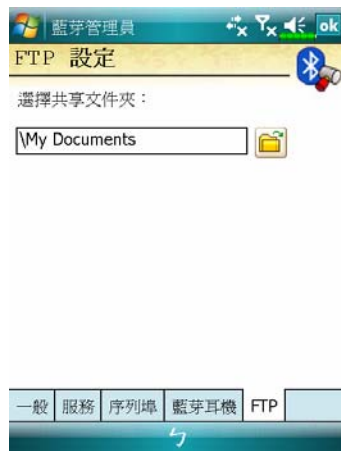 藍芽管理員 ok
FTP 設定
選擇共享文件夾：
\My Documents
一般 服務 序列埠 藍芽耳機 FTP
ㄅ